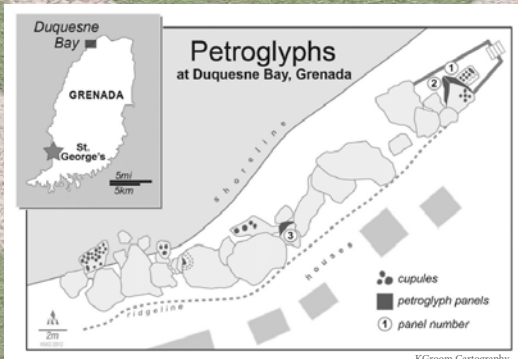 Duquesne
Bay
GRENADA
St.
George's
5mi
5km
Petroglyphs
at Duquesne Bay, Grenada
shoreline
1
2
3
houses
ridgeline
2m
cupules
petroglyph panels
1 panel number
KGroom Cartography